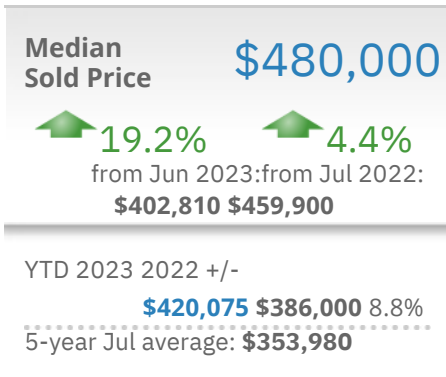 Median
Sold Price
$480,000
19.2%
4.4%
from Jun 2023:from Jul 2022:
$402,810 $459,900
YTD 2023 2022 +/-
$420,075 $386,000 8.8%
5-year Jul average: $353,980